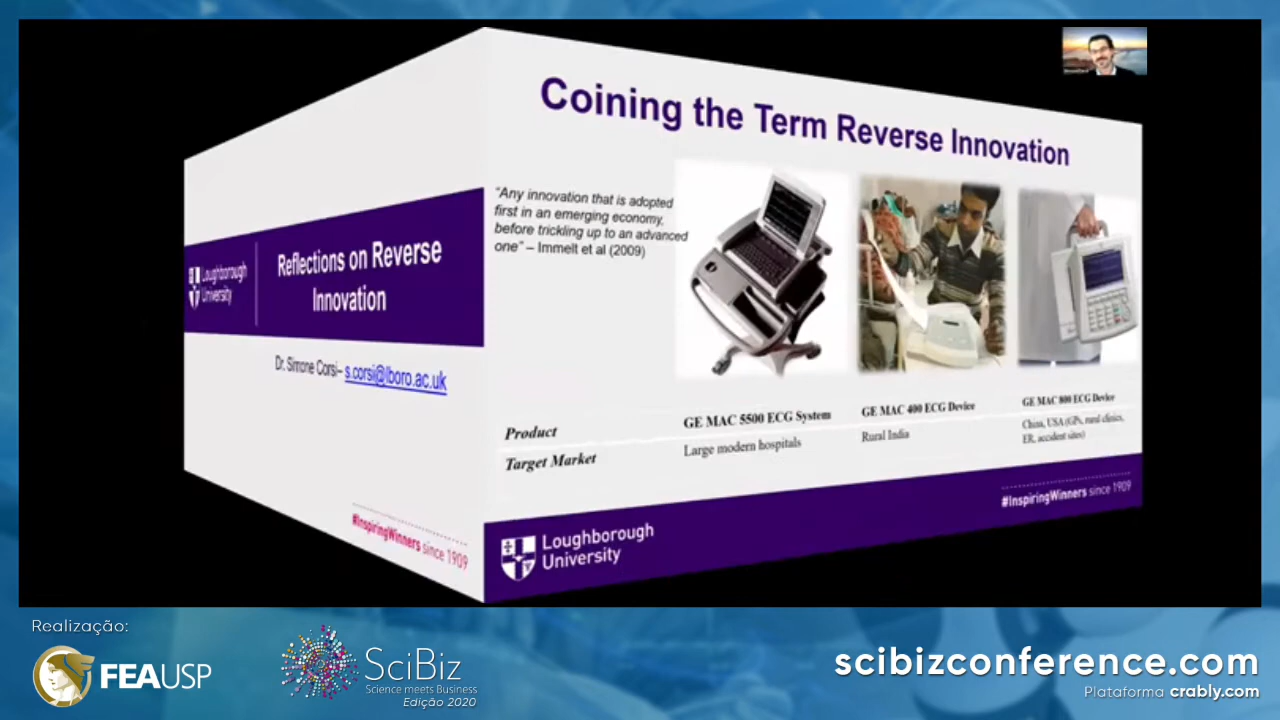 Loughborough
University
Reflections on Reverse
Innovation
Dr. Simone Corsi– s.corsi@lboro.ac.uk
#InspiringWinners since 1909
Coining the Term Reverse Innovation
“Any innovation that is adopted
first in an emerging economy,
before trickling up to an advanced
one” – Immelt et al (2009)
Product
GE MAC 5500 ECG System
GE MAC 400 ECG Device
GE MAC 800 ECG Device
Target Market
Large modern hospitals
Rural India
China, USA (GPs, rural clinics,
ER, accident sites)
Loughborough
University
#InspiringWinners since 1909
Realização:
FEAUSP
SciBiz
Science meets Business
Edição 2020
scibizconference.com
Plataforma crably.com